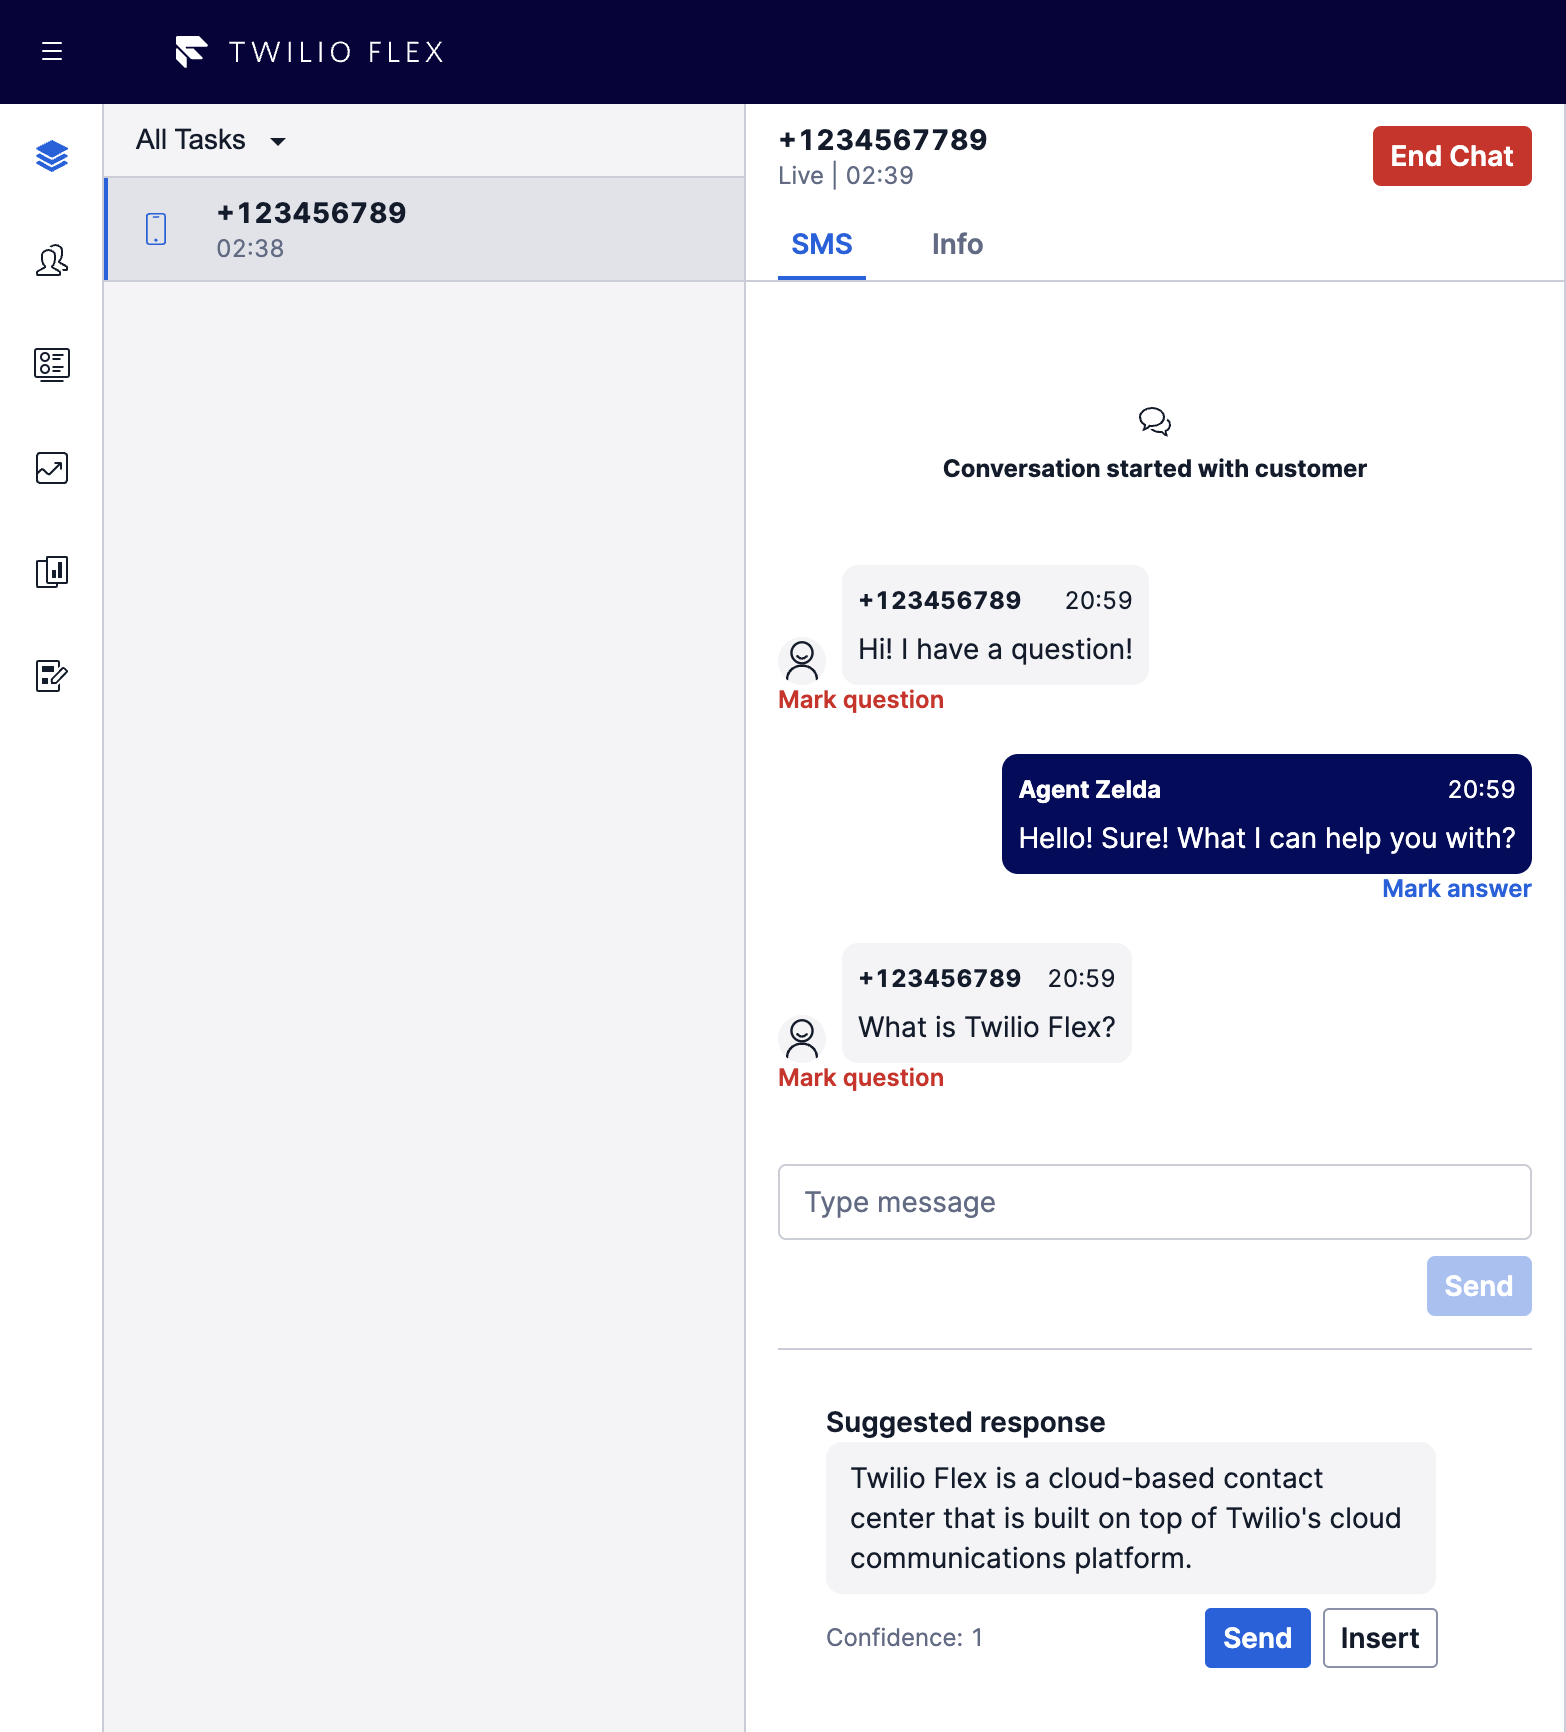 TWILIO FLEX
All Tasks
+123456789
02:38
+1234567789
Live | 02:39
End Chat
SMS
Info
Conversation started with customer
+123456789 20:59
Hi! I have a question!
Mark question
Agent Zelda 20:59
Hello! Sure! What I can help you with?
Mark answer
+123456789 20:59
What is Twilio Flex?
Mark question
Type message
Send
Suggested response
Twilio Flex is a cloud-based contact
center that is built on top of Twilio's cloud
communications platform.
Confidence: 1
Send
Insert